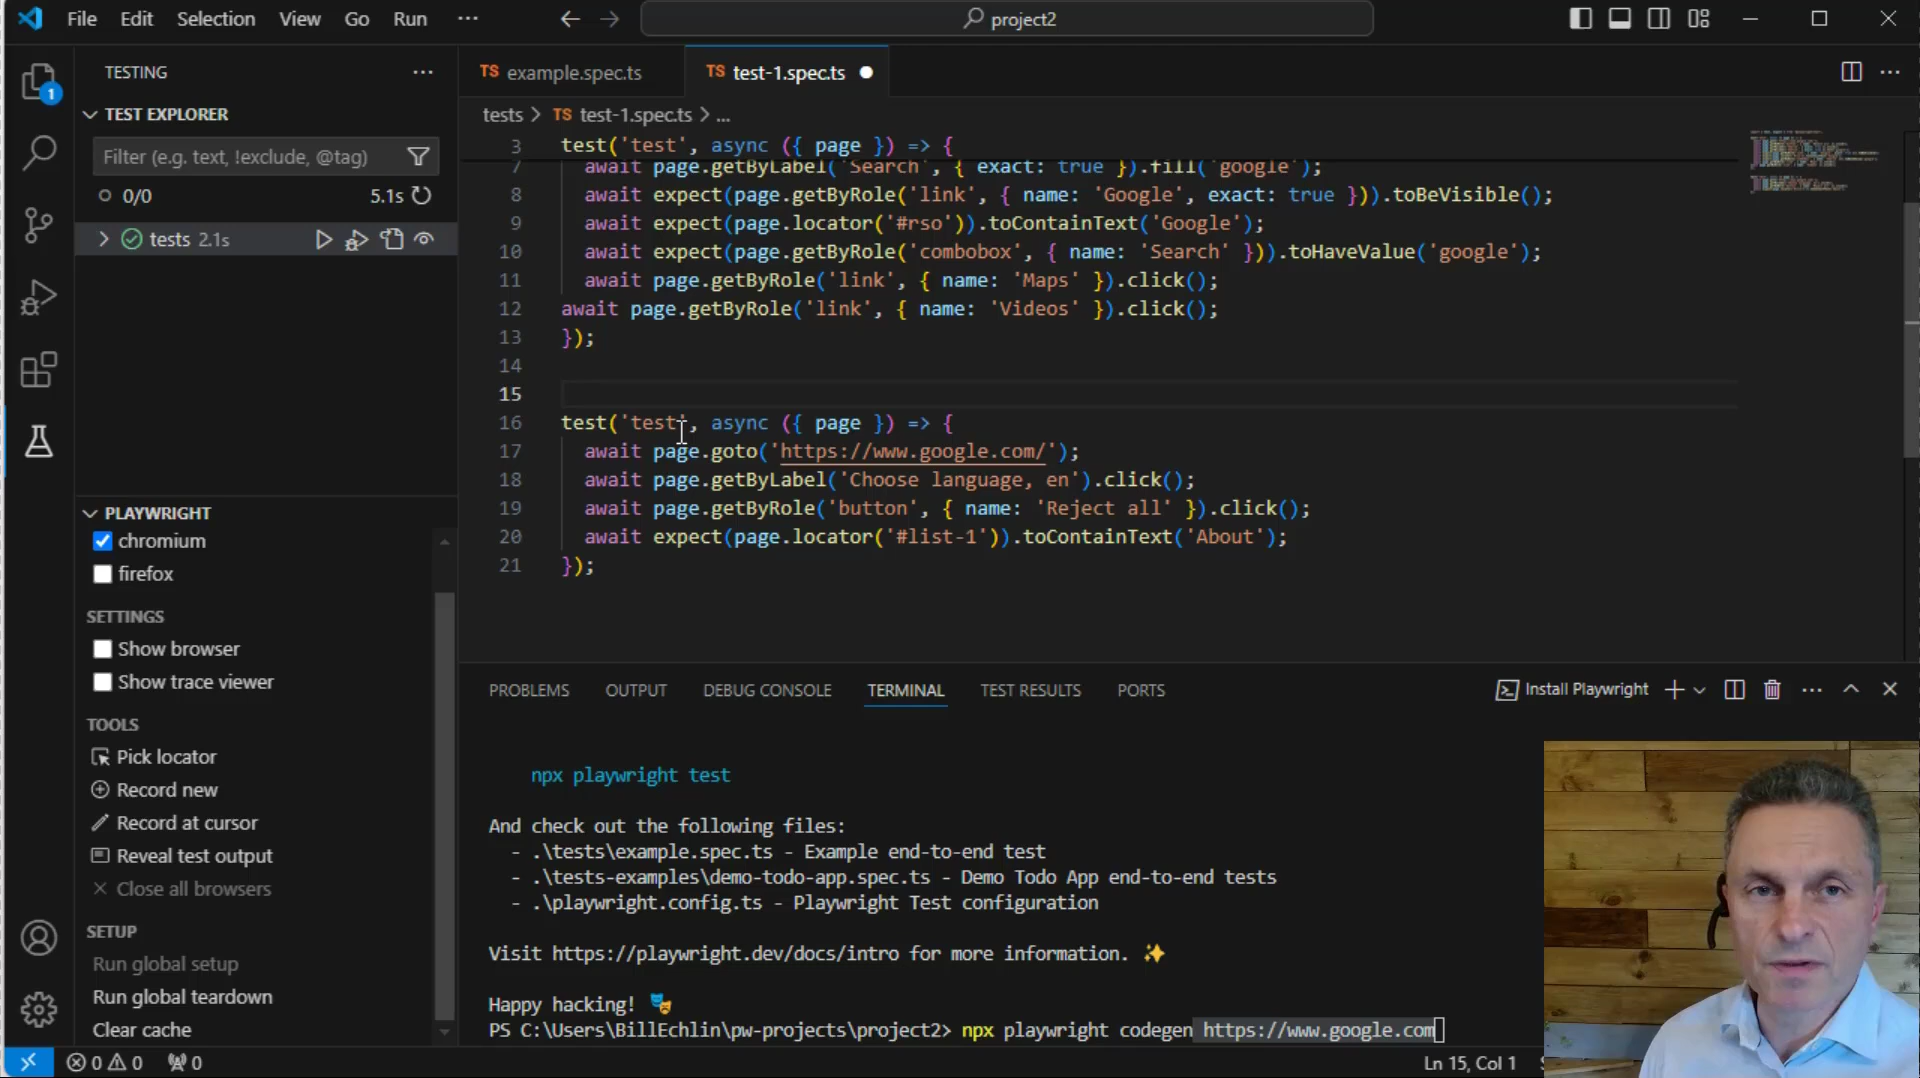 File Edit Selection View Go Run ···
project2
TESTING ···
TEST EXPLORER
Filter (e.g. text, !exclude, @tag)
0/0 5.1s
tests 2.1s
1
TS example.spec.ts
TS test-1.spec.ts
tests > TS test-1.spec.ts > ...
3 test('test', async ({ page }) => {
7 await page.getByLabel('Search', { exact: true }).fill('google');
8 await expect(page.getByRole('link', { name: 'Google', exact: true })).toBeVisible();
9 await expect(page.locator('#rso')).toContainText('Google');
10 await expect(page.getByRole('combobox', { name: 'Search' })).toHaveValue('google');
11 await page.getByRole('link', { name: 'Maps' }).click();
12 await page.getByRole('link', { name: 'Videos' }).click();
13 });
14
15
16 test('test', async ({ page }) => {
17 await page.goto('https://www.google.com/');
18 await page.getByLabel('Choose language, en').click();
19 await page.getByRole('button', { name: 'Reject all' }).click();
20 await expect(page.locator('#list-1')).toContainText('About');
21 });
PLAYWRIGHT
chromium
firefox
SETTINGS
Show browser
Show trace viewer
TOOLS
Pick locator
Record new
Record at cursor
Reveal test output
Close all browsers
SETUP
Run global setup
Run global teardown
Clear cache
PROBLEMS OUTPUT DEBUG CONSOLE TERMINAL TEST RESULTS PORTS
Install Playwright
npx playwright test
And check out the following files:
- .\tests\example.spec.ts - Example end-to-end test
- .\tests-examples\demo-todo-app.spec.ts - Demo Todo App end-to-end tests
- .\playwright.config.ts - Playwright Test configuration
Visit https://playwright.dev/docs/intro for more information. ✨
Happy hacking! 🎭
PS C:\Users\BillEchlin\pw-projects\project2> npx playwright codegen https://www.google.com
0 0 0
Ln 15, Col 1